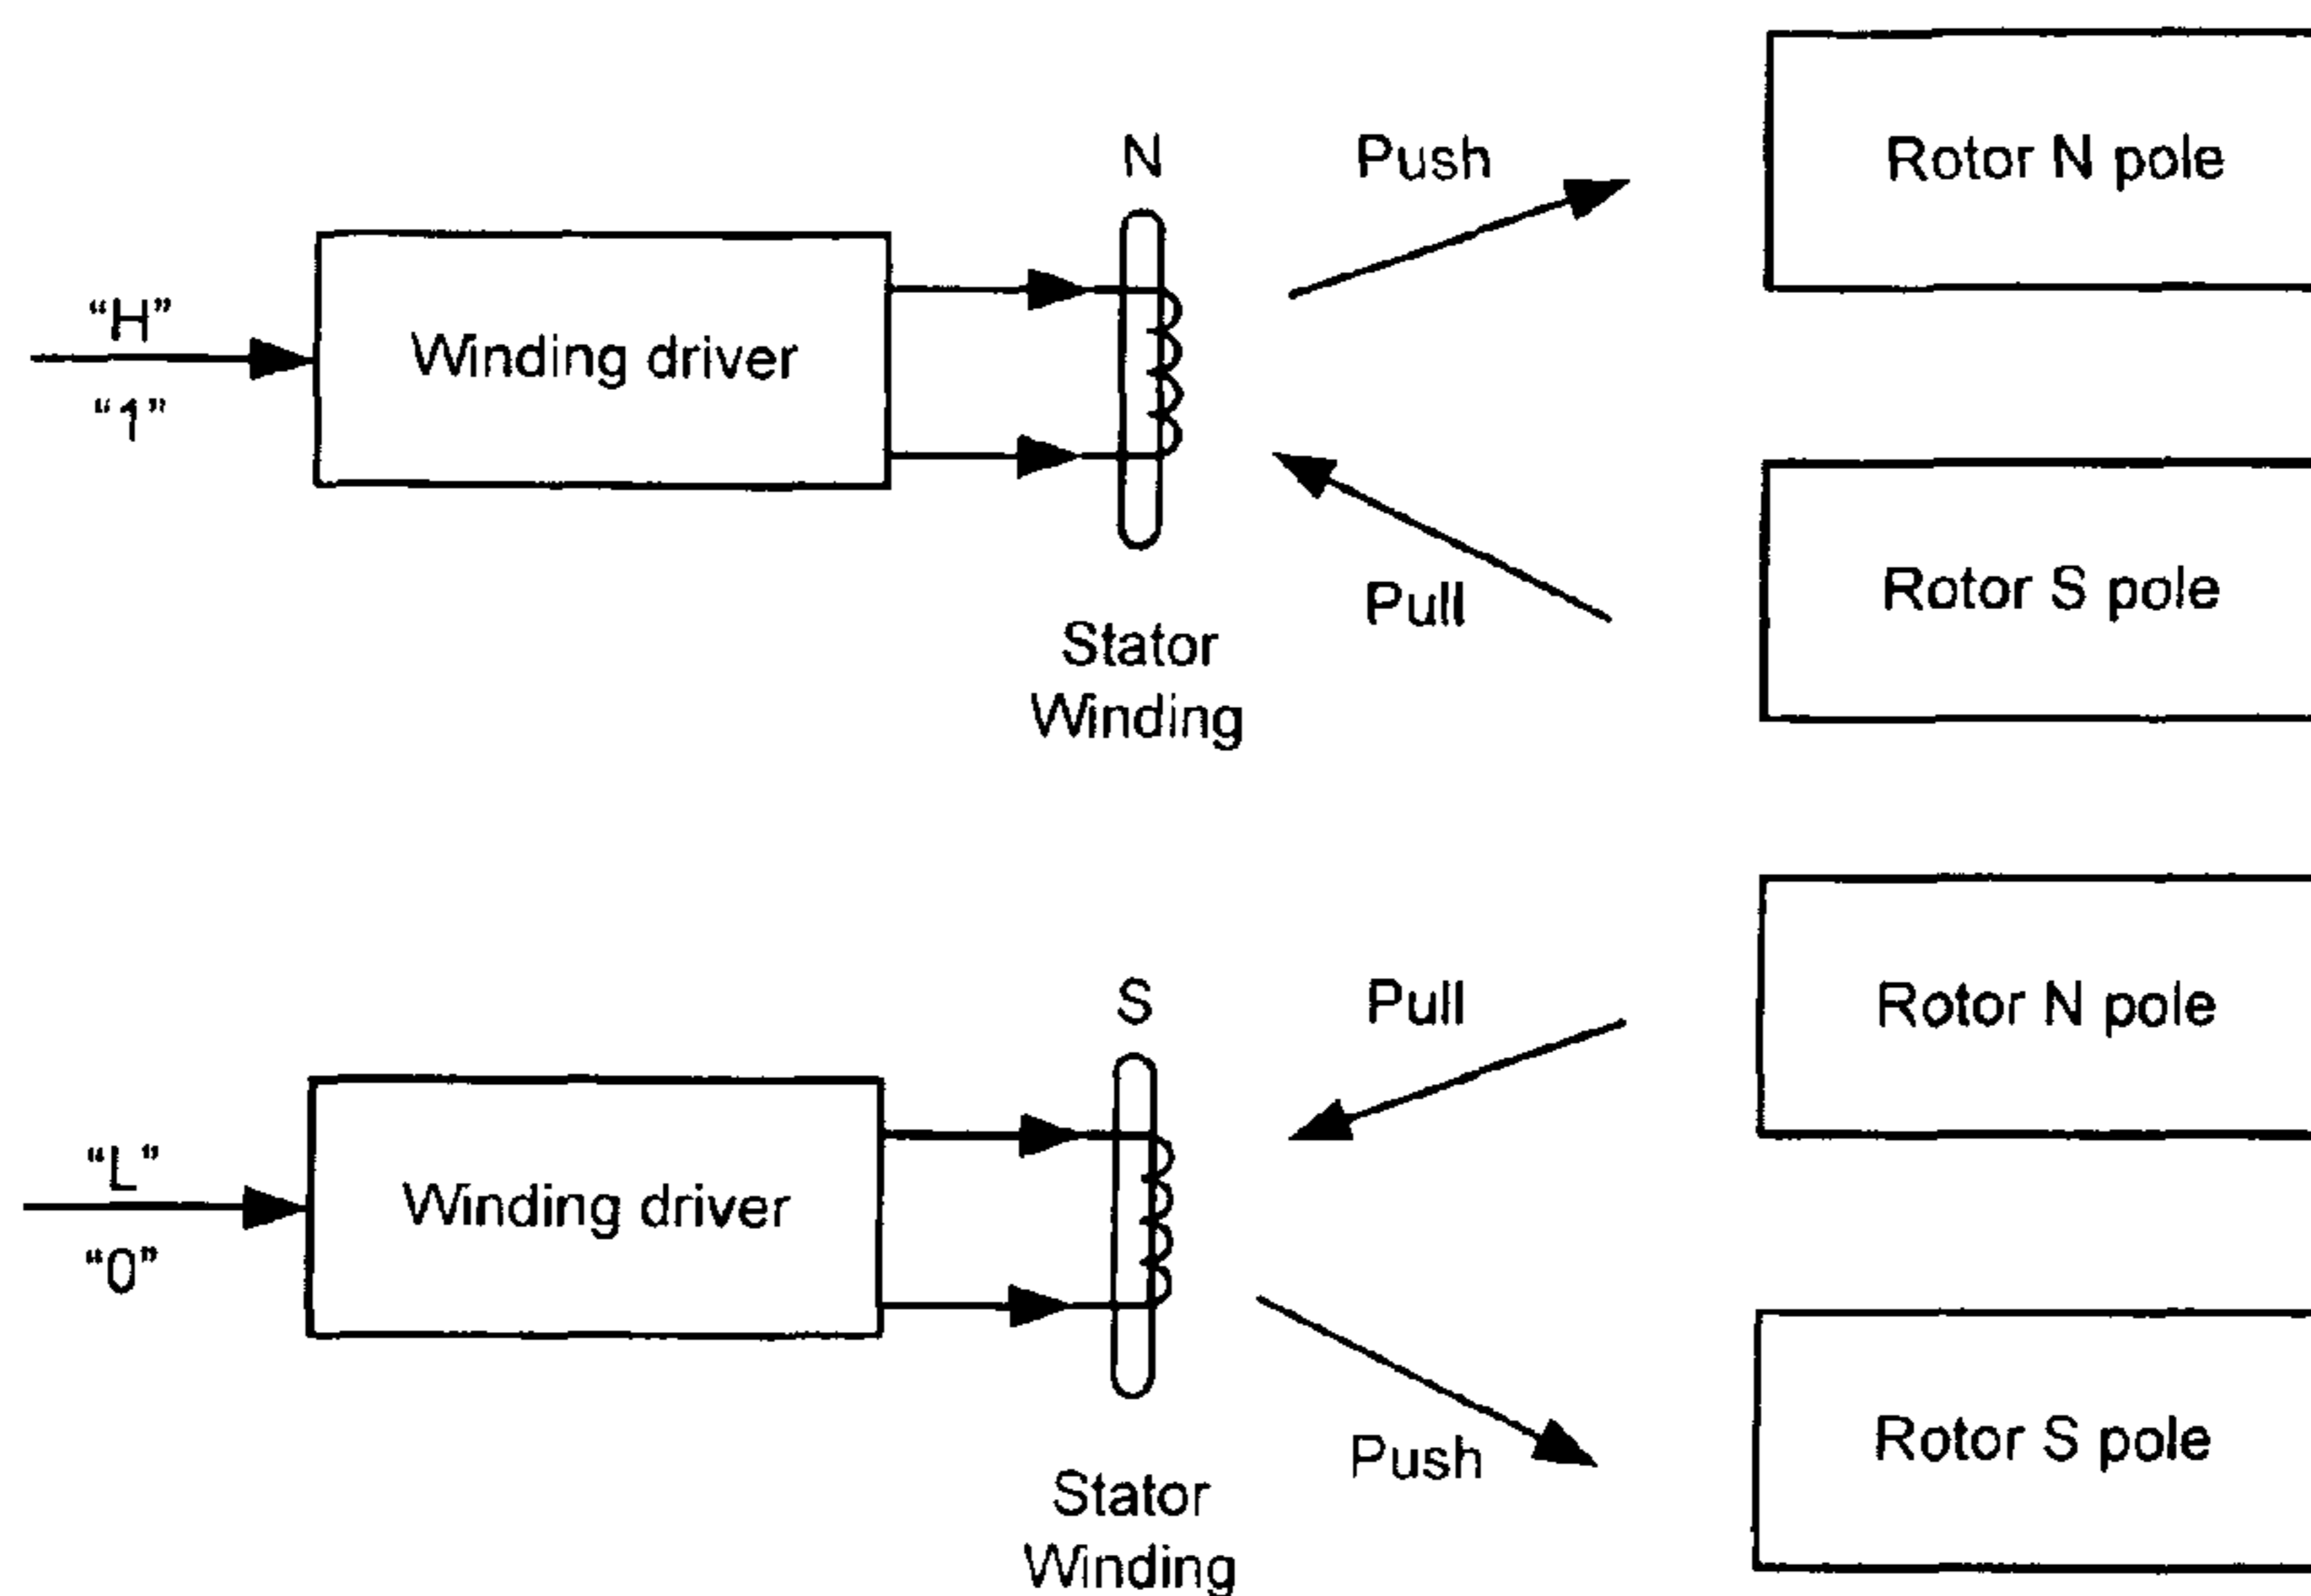 N
Push
Rotor N pole
“H”
Winding driver
“1”
Rotor S pole
Pull
Stator
Winding
S
Pull
Rotor N pole
“L”
Winding driver
“0”
Push
Rotor S pole
Stator
Winding